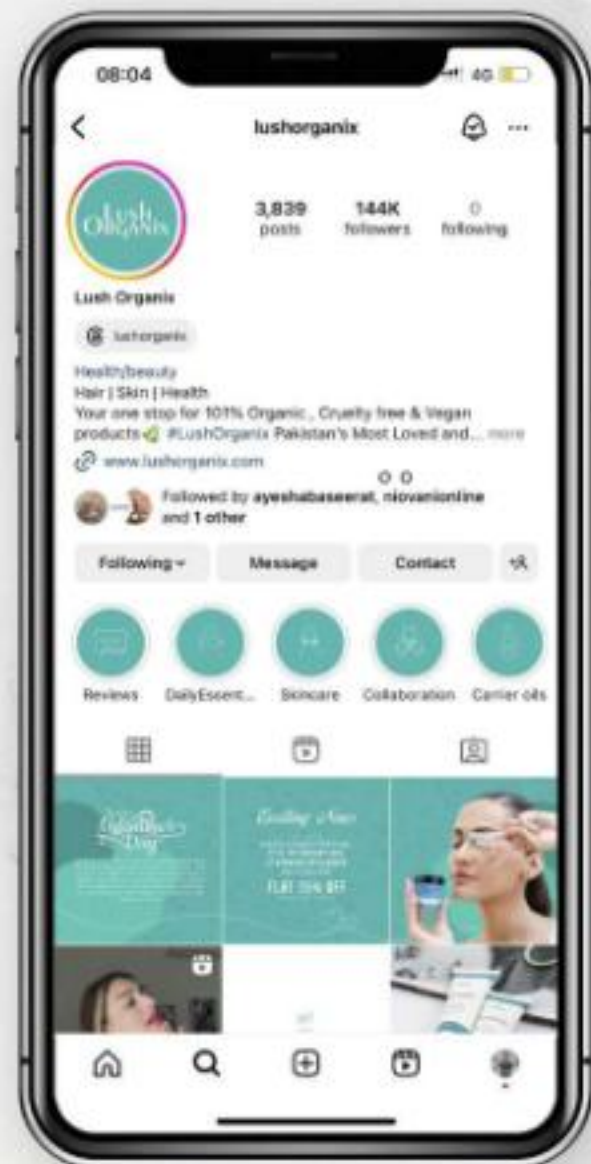 08:04
4G
lushorganix
Lush
ORGANIX
3,839 144K 0
posts followers following
Lush Organix
lushorganix
Health/beauty
Hair | Skin | Health
Your one stop for 101% Organic , Cruelty free & Vegan
products #LushOrganix Pakistan's Most Loved and... more
www.lushorganix.com
Followed by ayeshabaseerat, niovanionline
and 1 other
Following Message Contact
Reviews DailyEssent... Skincare Collaboration Carrier oils
Day
Ending Now
FLAT 25% OFF